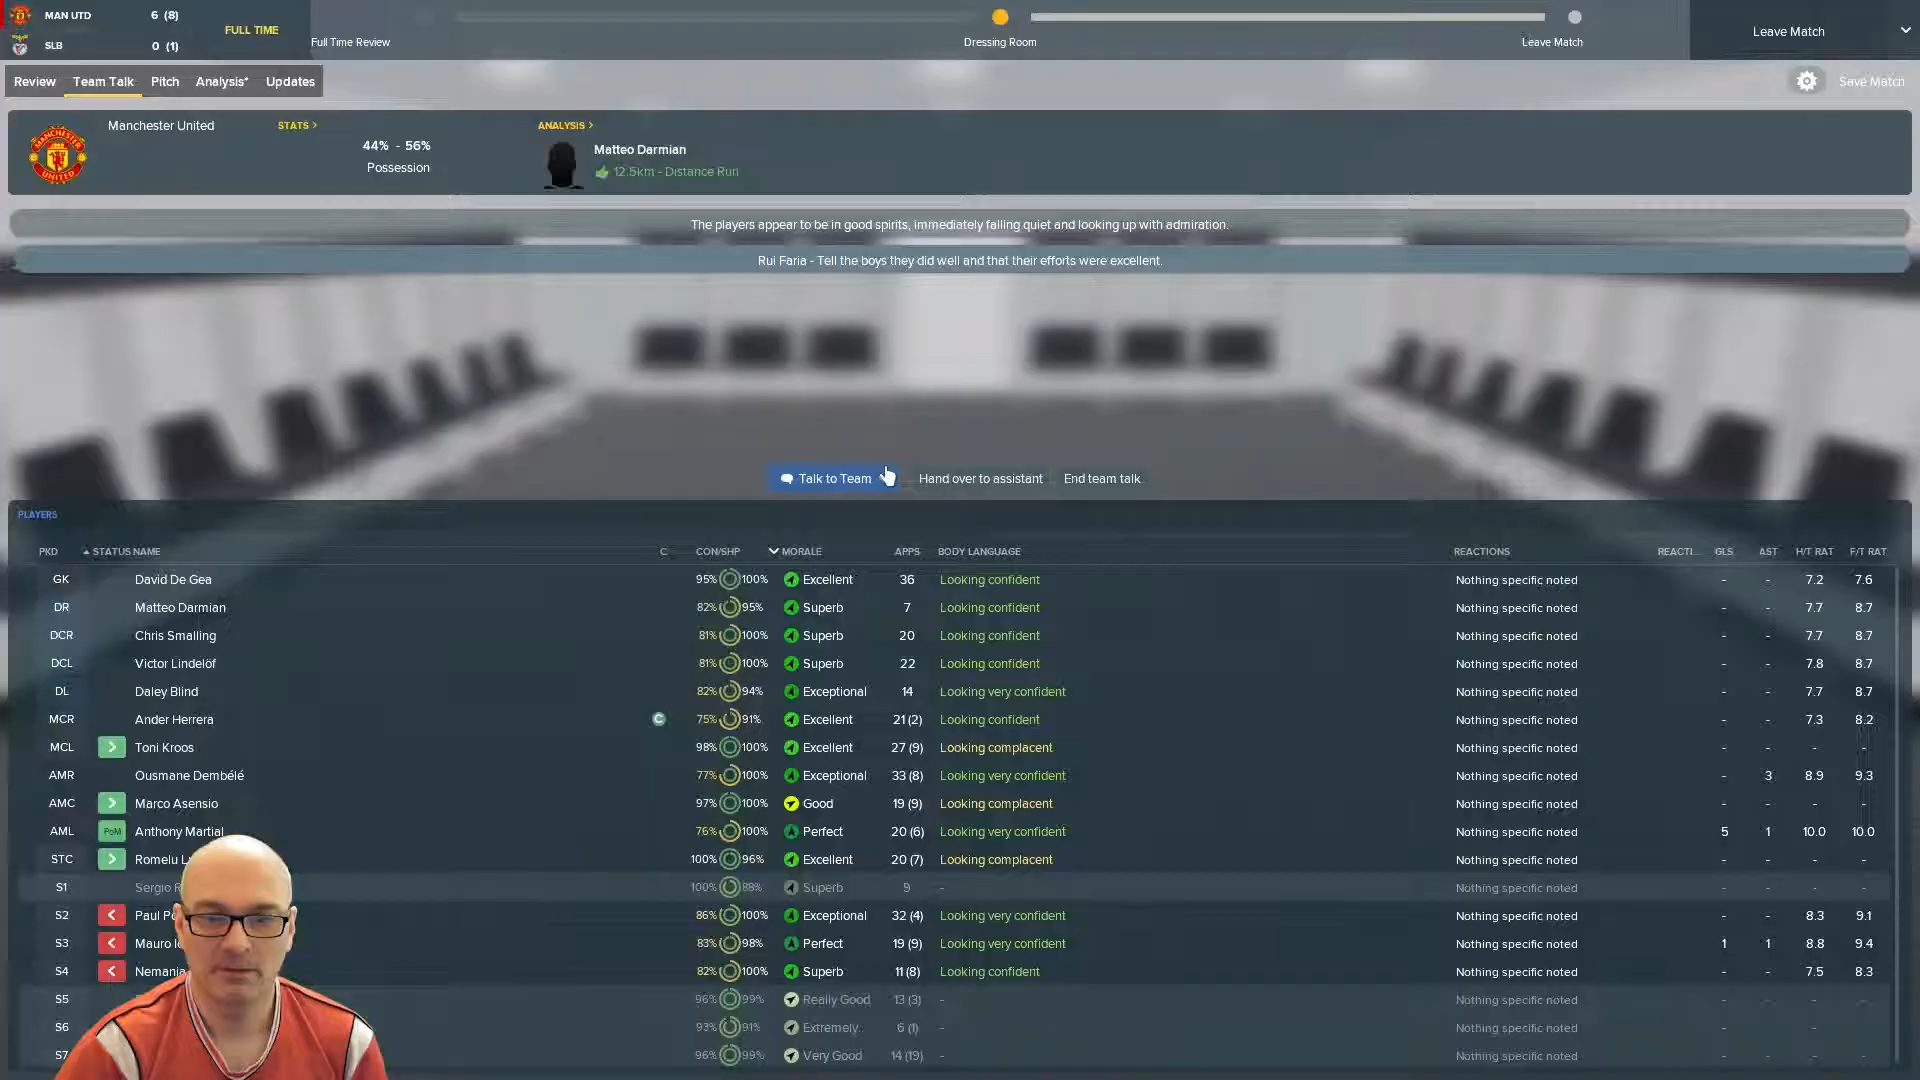 MAN UTD 6 (8)
SLB 0 (1)
FULL TIME
Full Time Review
Dressing Room
Leave Match
Leave Match
Review Team Talk Pitch Analysis* Updates
Save Match
Manchester United
STATS >
44% - 56%
Possession
ANALYSIS >
Matteo Darmian
12.5km - Distance Run
The players appear to be in good spirits, immediately falling quiet and looking up with admiration.
Rui Faria - Tell the boys they did well and that their efforts were excellent.
Talk to Team Hand over to assistant End team talk
PLAYERS
PKD STATUS NAME C CON/SHP MORALE APPS BODY LANGUAGE REACTIONS REACTI... GLS AST H/T RAT F/T RAT
GK David De Gea 95% 100% Excellent 36 Looking confident Nothing specific noted - - 7.2 7.6
DR Matteo Darmian 82% 95% Superb 7 Looking confident Nothing specific noted - - 7.7 8.7
DCR Chris Smalling 81% 100% Superb 20 Looking confident Nothing specific noted - - 7.7 8.7
DCL Victor Lindelöf 81% 100% Superb 22 Looking confident Nothing specific noted - - 7.8 8.7
DL Daley Blind 82% 94% Exceptional 14 Looking very confident Nothing specific noted - - 7.7 8.7
MCR Ander Herrera C 75% 91% Excellent 21 (2) Looking confident Nothing specific noted - - 7.3 8.2
MCL Toni Kroos 98% 100% Excellent 27 (9) Looking complacent Nothing specific noted - - - -
AMR Ousmane Dembélé 77% 100% Exceptional 33 (8) Looking very confident Nothing specific noted - 3 8.9 9.3
AMC Marco Asensio 97% 100% Good 19 (9) Looking complacent Nothing specific noted - - - -
AML PoM Anthony Martial 76% 100% Perfect 20 (6) Looking very confident Nothing specific noted 5 1 10.0 10.0
STC Romelu 100% 96% Excellent 20 (7) Looking complacent Nothing specific noted - - - -
S1 Sergio 100% 88% Superb 9 - Nothing specific noted - - - -
S2 Paul 86% 100% Exceptional 32 (4) Looking very confident Nothing specific noted - - 8.3 9.1
S3 Mauro 83% 98% Perfect 19 (9) Looking very confident Nothing specific noted 1 1 8.8 9.4
S4 Nemania 82% 100% Superb 11 (8) Looking confident Nothing specific noted - - 7.5 8.3
S5 96% 99% Really Good 13 (3) - Nothing specific noted - - - -
S6 93% 91% Extremely... 6 (1) - Nothing specific noted - - - -
S7 96% 99% Very Good 14 (19) - Nothing specific noted - - - -